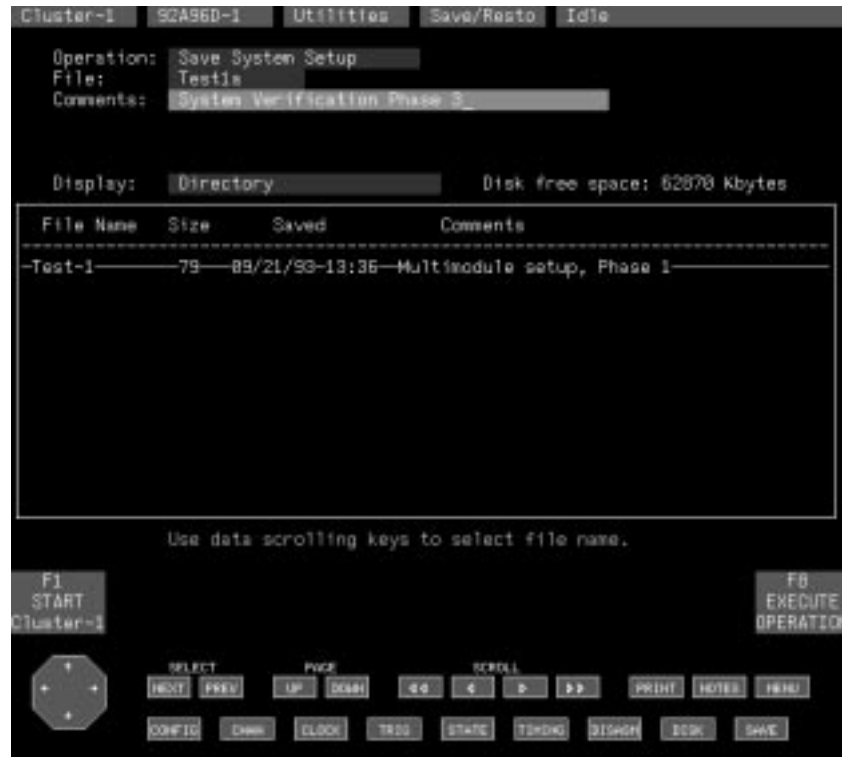 Cluster-1 92A96D-1 Utilities Save/Resto Idle
Operation: Save System Setup
File: Test1s
Comments: System Verification Phase 3_
Display: Directory Disk free space: 62870 Kbytes
File Name Size Saved Comments
-Test-1 79 09/21/93-13:36 Multimodule setup, Phase 1
Use data scrolling keys to select file name.
F1 F8
START EXECUTE
Cluster-1 OPERATION
SELECT PAGE SCROLL
NEXT PREV UP DOWN PRINT NOTES MENU
CONFIG CHAN CLOCK TRIG STATE TIMING DISASM DISK SAVE